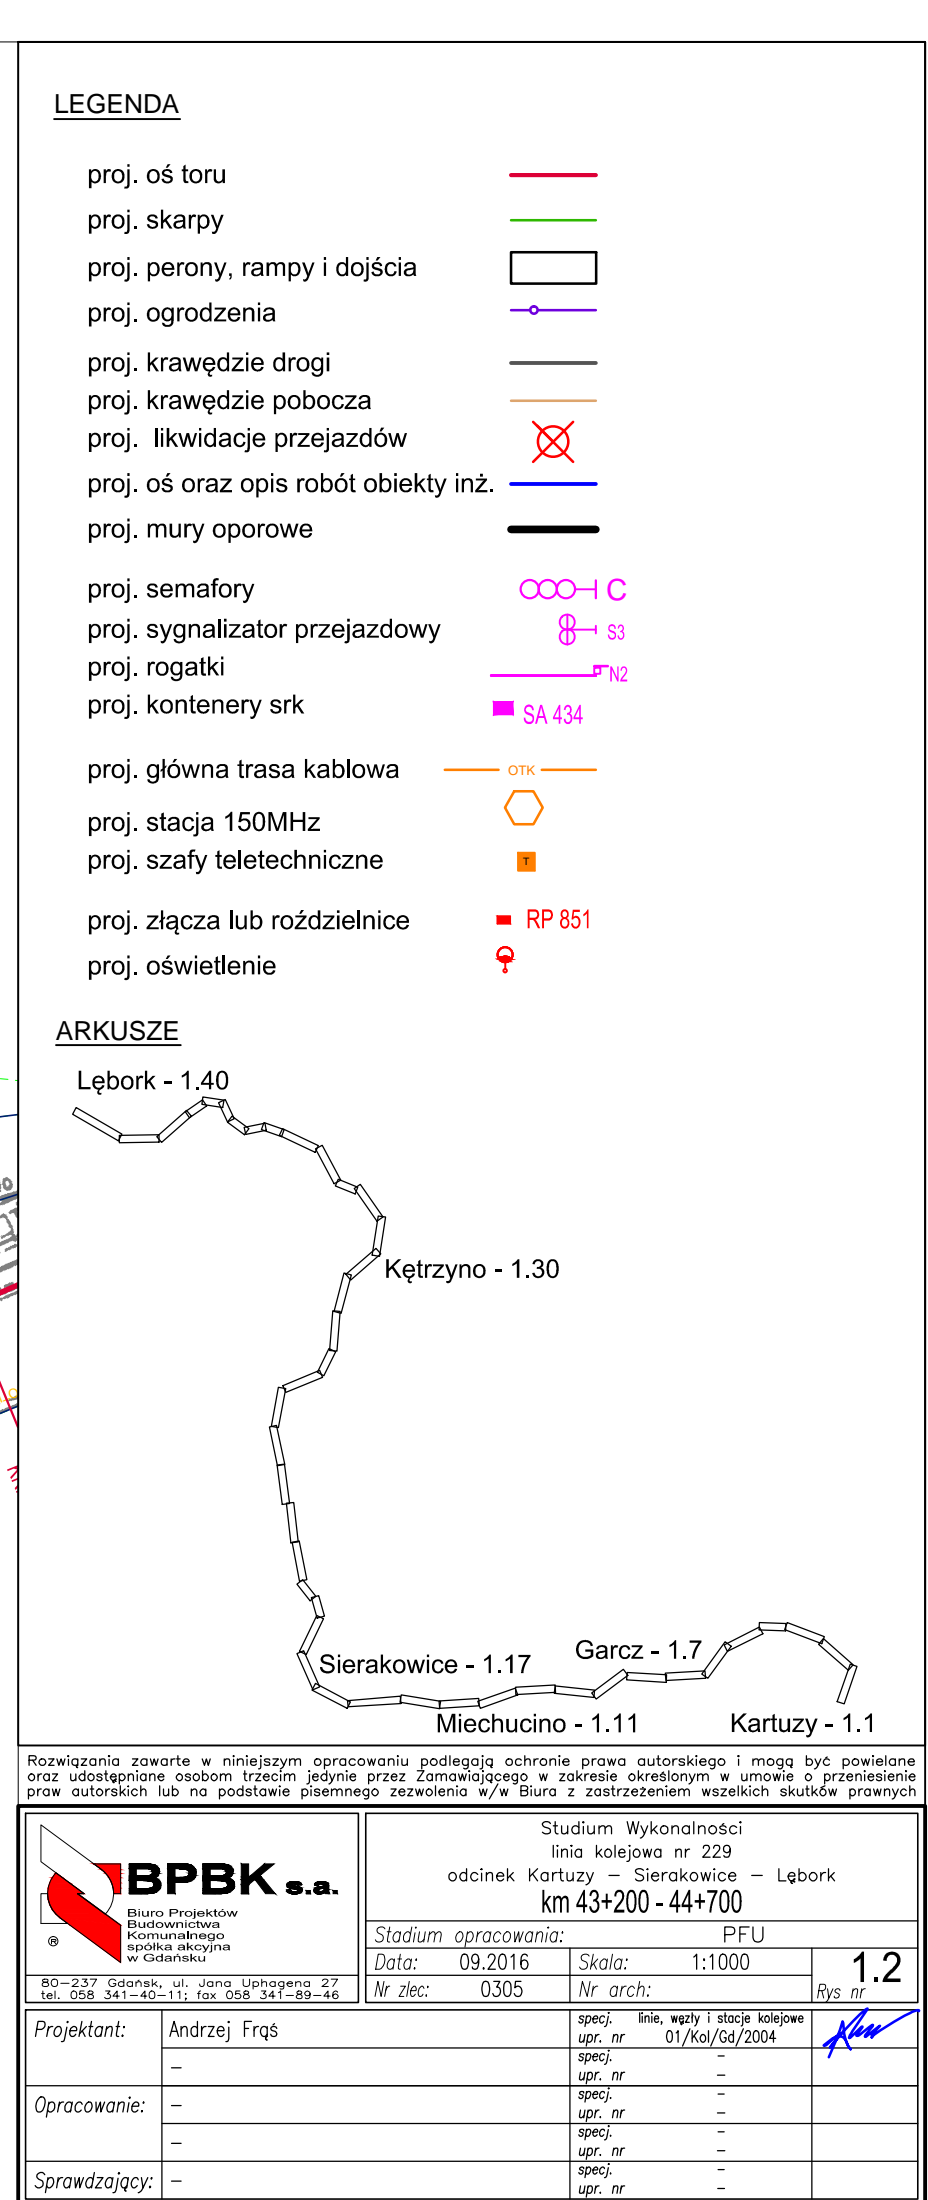 LEGENDA
proj. oś toru
proj. skarpy
proj. perony, rampy i dojścia
proj. ogrodzenia
proj. krawędzie drogi
proj. krawędzie pobocza
proj. likwidacje przejazdów
proj. oś oraz opis robót obiekty inż.
proj. mury oporowe
proj. semafory C
proj. sygnalizator przejazdowy S3
proj. rogatki N2
proj. kontenery srk SA 434
proj. główna trasa kablowa OTK
proj. stacja 150MHz
proj. szafy teletechniczne T
proj. złącza lub roździelnice RP 851
proj. oświetlenie
ARKUSZE
Lębork - 1.40
Kętrzyno - 1.30
Garcz - 1.7
Sierakowice - 1.17
Miechucino - 1.11
Kartuzy - 1.1
Rozwiązania zawarte w niniejszym opracowaniu podlegają ochronie prawa autorskiego i mogą być powielane
oraz udostępniane osobom trzecim jedynie przez Zamawiającego w zakresie określonym w umowie o przeniesienie
praw autorskich lub na podstawie pisemnego zezwolenia w/w Biura z zastrzeżeniem wszelkich skutków prawnych
BPBK s.a.
Biuro Projektów
Budownictwa
Komunalnego
spółka akcyjna
w Gdańsku
®
80-237 Gdańsk, ul. Jana Uphagena 27
tel. 058 341-40-11; fax 058 341-89-46
Studium Wykonalności
linia kolejowa nr 229
odcinek Kartuzy – Sierakowice – Lębork
km 43+200 - 44+700
Stadium opracowania: PFU
Data: 09.2016 Skala: 1:1000
Nr zlec: 0305 Nr arch:
Rys nr 1.2
Projektant: Andrzej Frąś
specj. linie, węzły i stacje kolejowe
upr. nr 01/Kol/Gd/2004
–
specj. –
upr. nr –
Opracowanie: –
specj. –
upr. nr –
–
specj. –
upr. nr –
Sprawdzający: –
specj. –
upr. nr –